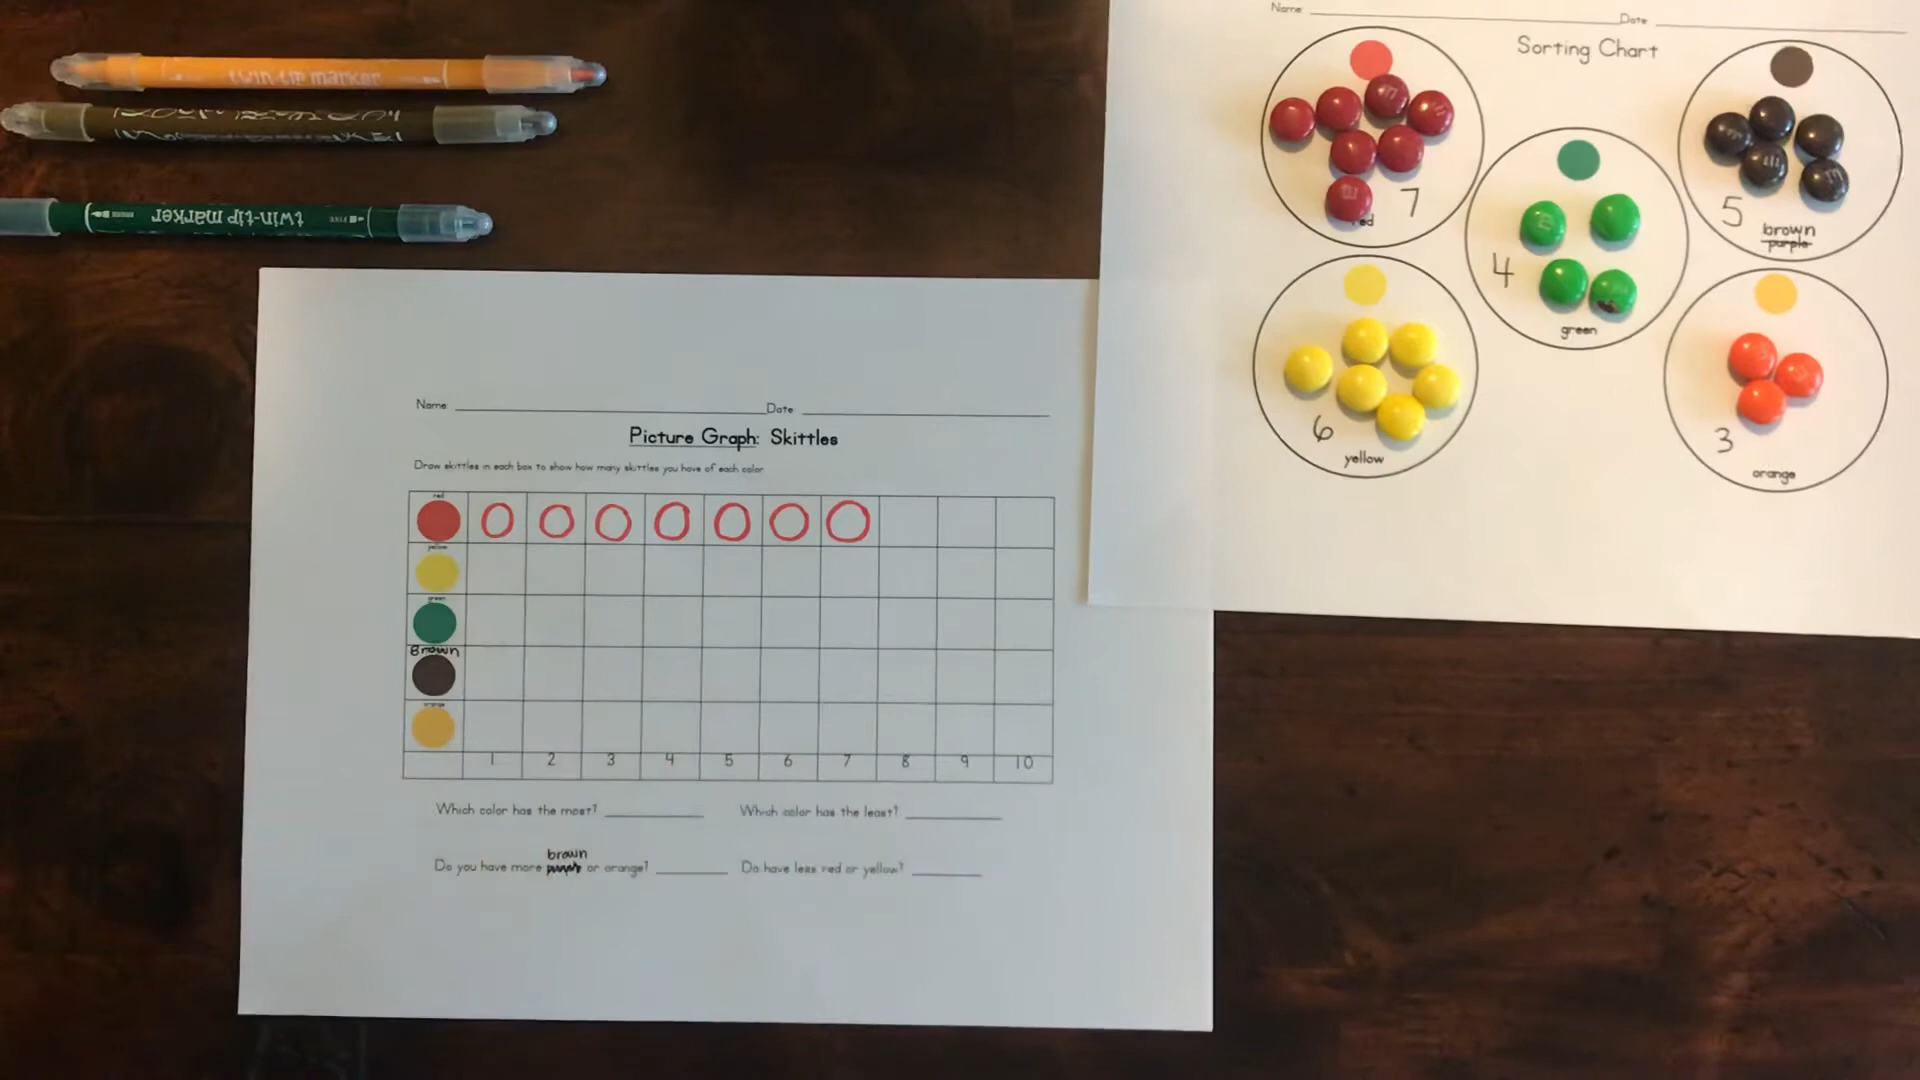 twin-tip marker
twin-tip marker
Name: Date:
Picture Graph: Skittles
Draw skittles in each box to show how many skittles you have of each color.
red
yellow
green
Brown
orange
1 2 3 4 5 6 7 8 9 10
Which color has the most?
Which color has the least?
brown
Do you have more or orange?
Do have less red or yellow?
Name: Date:
Sorting Chart
7
5
brown
purple
4
green
6
yellow
3
orange